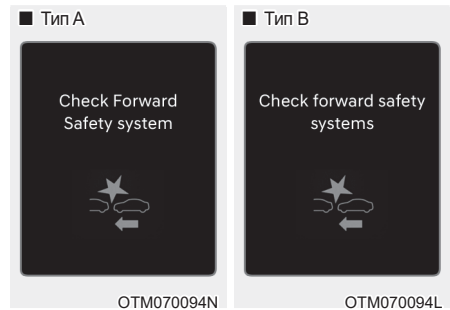 ■ Тип A
Check Forward
Safety system
OTM070094N
■ Тип B
Check forward safety
systems
OTM070094L